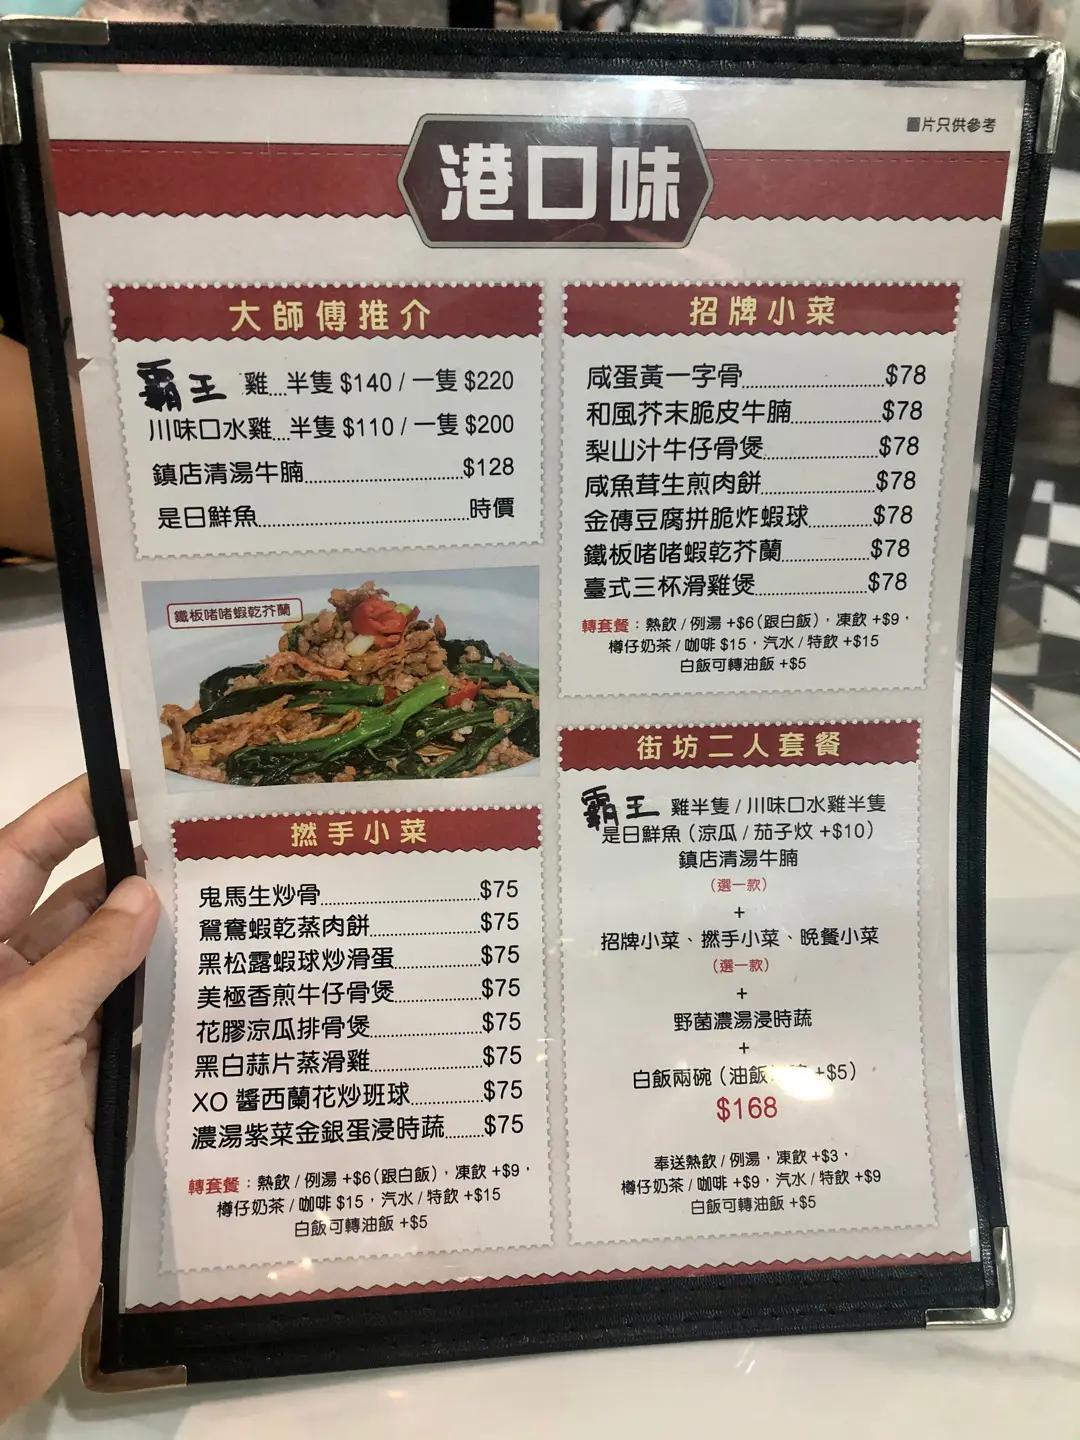 圖片只供參考
港口味
大師傅推介
霸王 雞...半隻 $140 / 一隻 $220
川味口水雞...半隻 $110 / 一隻 $200
鎮店清湯牛腩 $128
是日鮮魚 時價
鐵板啫啫蝦乾芥蘭
撚手小菜
鬼馬生炒骨 $75
鴛鴦蝦乾蒸肉餅 $75
黑松露蝦球炒滑蛋 $75
美極香煎牛仔骨煲 $75
花膠涼瓜排骨煲 $75
黑白蒜片蒸滑雞 $75
XO 醬西蘭花炒班球 $75
濃湯紫菜金銀蛋浸時蔬 $75
轉套餐：熱飲 / 例湯 +$6（跟白飯），凍飲 +$9，
樽仔奶茶 / 咖啡 $15，汽水 / 特飲 +$15
白飯可轉油飯 +$5
招牌小菜
咸蛋黃一字骨 $78
和風芥末脆皮牛腩 $78
梨山汁牛仔骨煲 $78
咸魚茸生煎肉餅 $78
金磚豆腐拼脆炸蝦球 $78
鐵板啫啫蝦乾芥蘭 $78
臺式三杯滑雞煲 $78
轉套餐：熱飲 / 例湯 +$6（跟白飯），凍飲 +$9，
樽仔奶茶 / 咖啡 $15，汽水 / 特飲 +$15
白飯可轉油飯 +$5
街坊二人套餐
霸王 雞半隻 / 川味口水雞半隻
是日鮮魚（涼瓜 / 茄子炆 +$10）
鎮店清湯牛腩
（選一款）
+
招牌小菜、撚手小菜、晚餐小菜
（選一款）
+
野菌濃湯浸時蔬
+
白飯兩碗（油飯 +$5）
$168
奉送熱飲 / 例湯，凍飲 +$3，
樽仔奶茶 / 咖啡 +$9，汽水 / 特飲 +$9
白飯可轉油飯 +$5